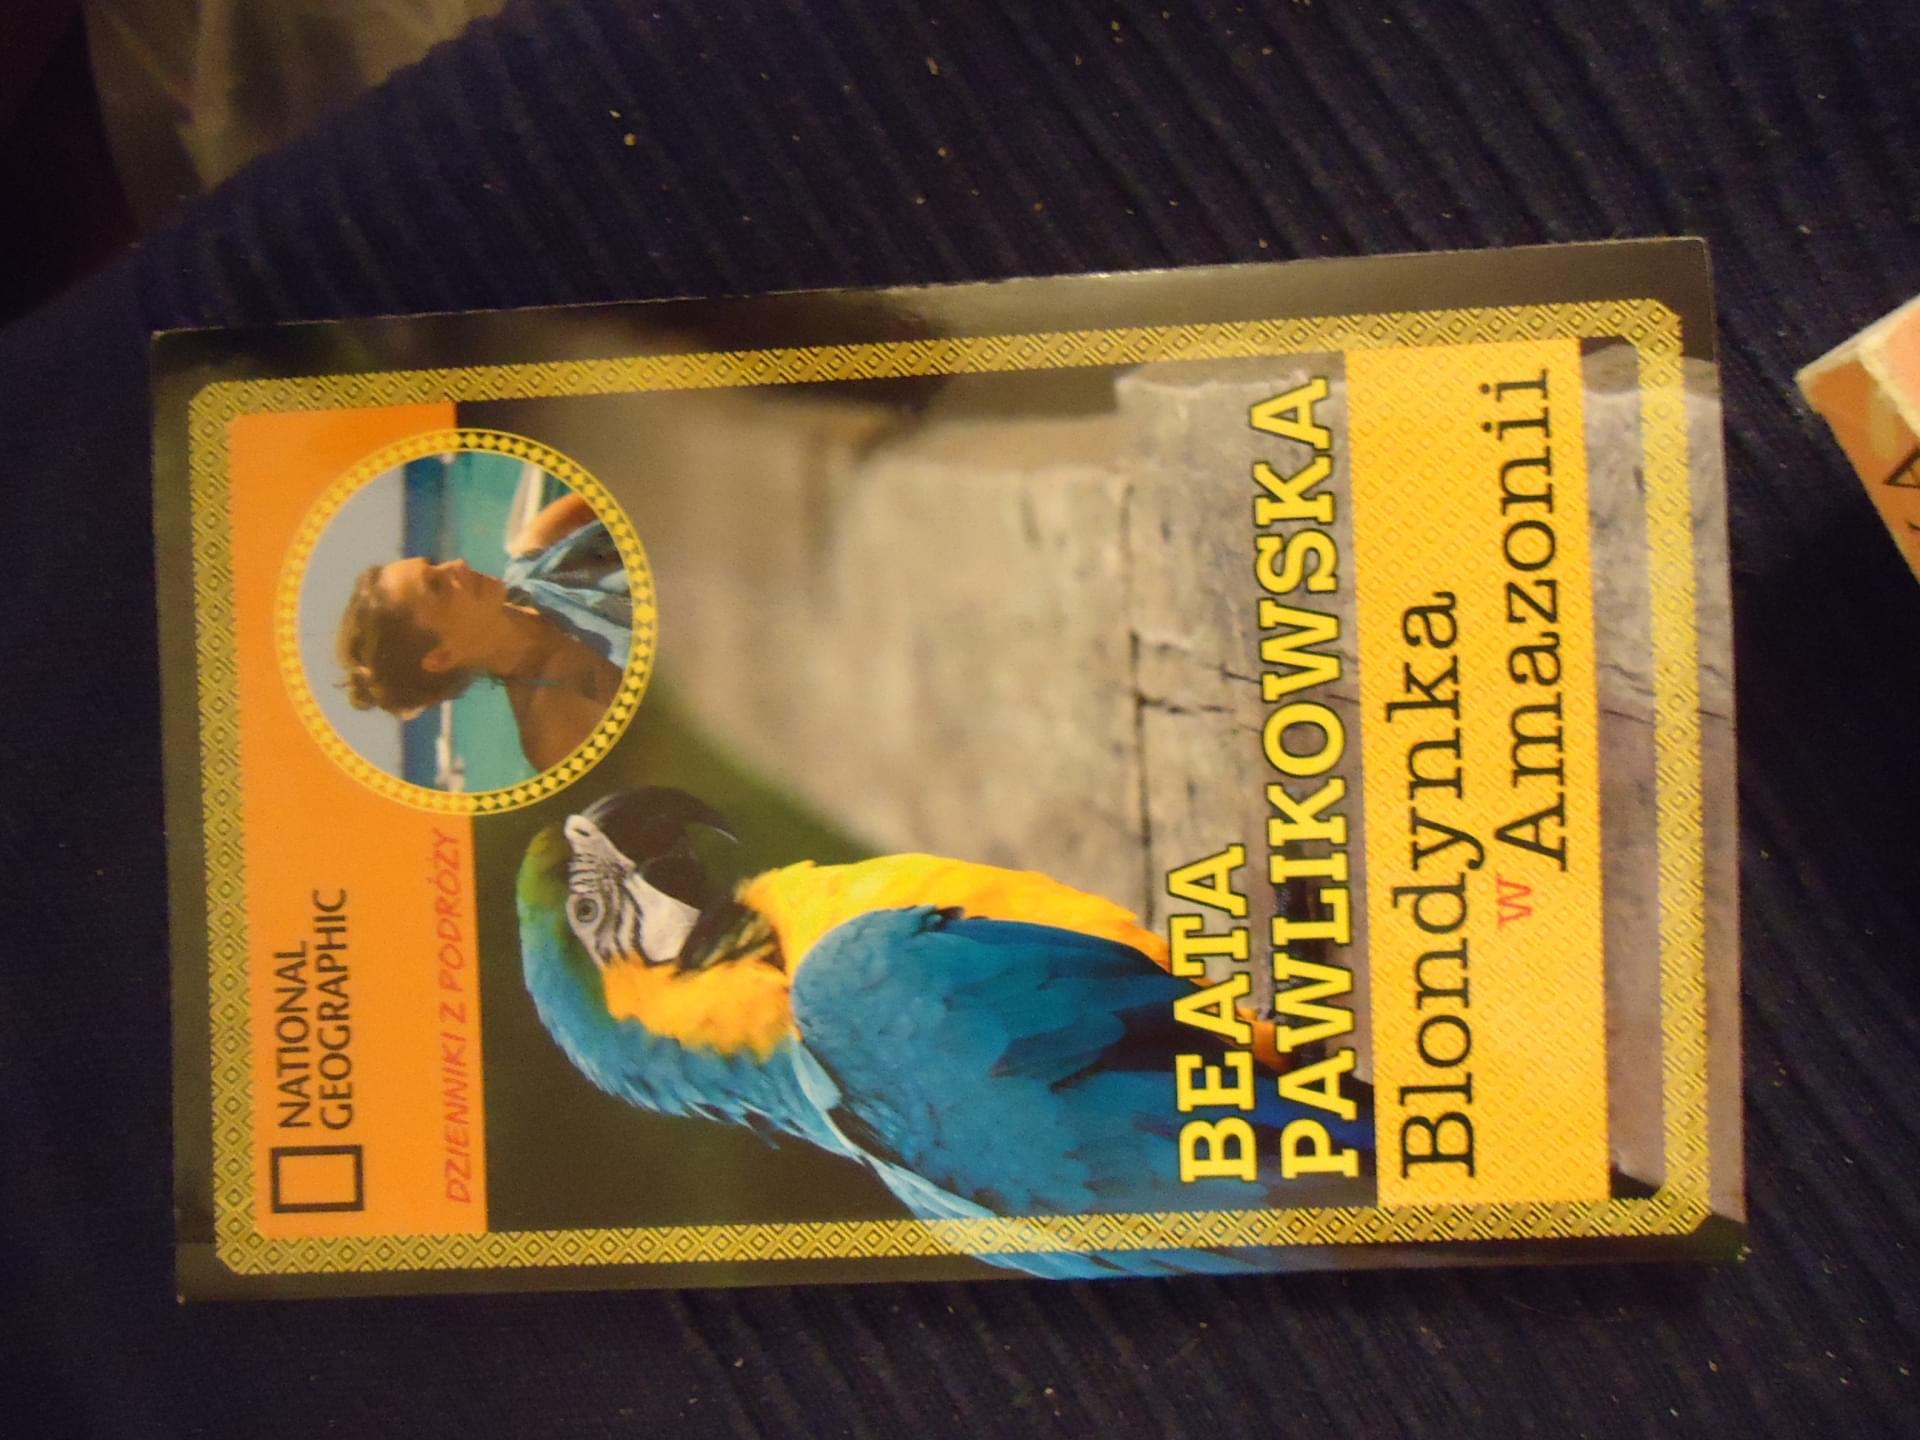 NATIONAL
GEOGRAPHIC
DZIENNIKI Z PODRÓŻY
BEATA
PAWLIKOWSKA
Blondynka
w Amazonii